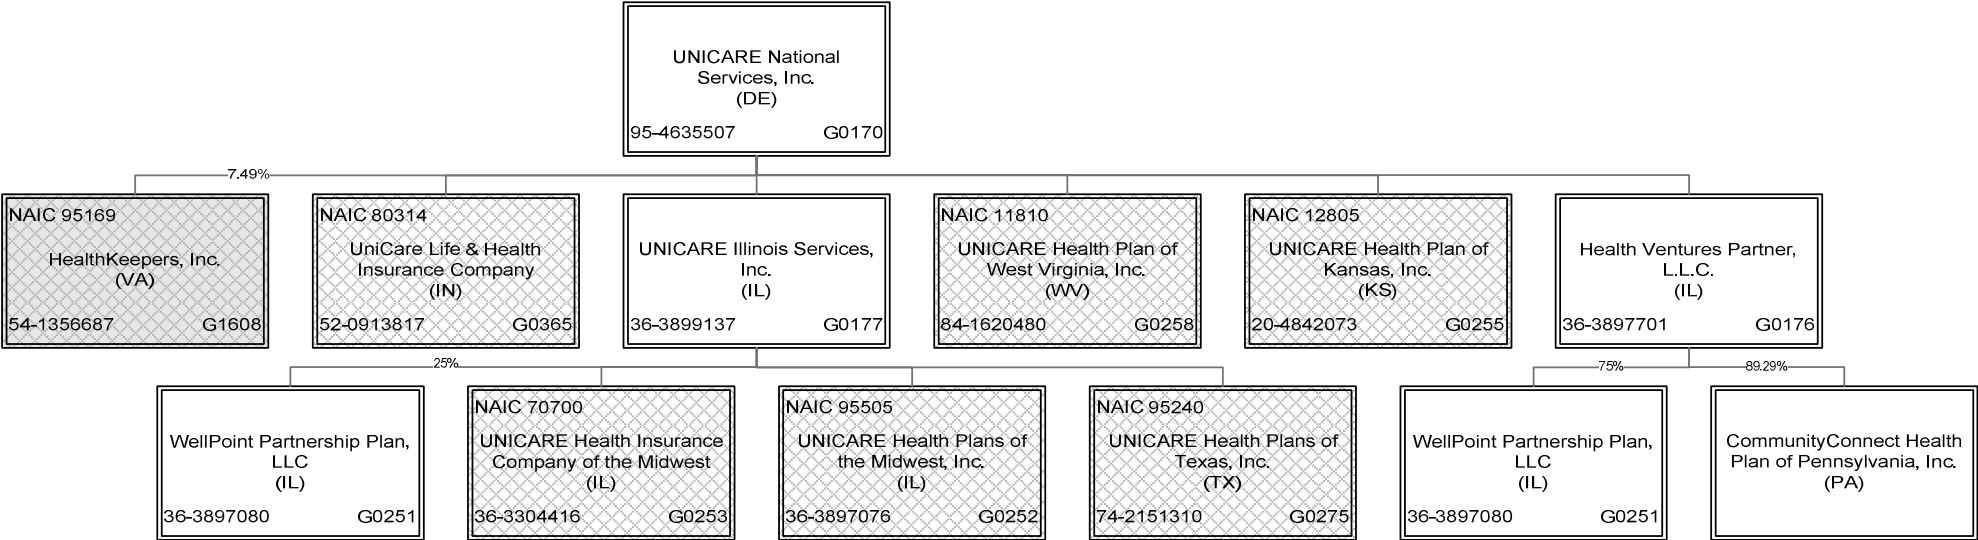 UNICARE National
Services, Inc.
(DE)
95-4635507 G0170
7.49%
NAIC 95169
HealthKeepers, Inc.
(VA)
54-1356687 G1608
NAIC 80314
UniCare Life & Health
Insurance Company
(IN)
52-0913817 G0365
UNICARE Illinois Services,
Inc.
(IL)
36-3899137 G0177
NAIC 11810
UNICARE Health Plan of
West Virginia, Inc.
(WV)
84-1620480 G0258
NAIC 12805
UNICARE Health Plan of
Kansas, Inc.
(KS)
20-4842073 G0255
Health Ventures Partner,
L.L.C.
(IL)
36-3897701 G0176
25%
75%
89.29%
WellPoint Partnership Plan,
LLC
(IL)
36-3897080 G0251
NAIC 70700
UNICARE Health Insurance
Company of the Midwest
(IL)
36-3304416 G0253
NAIC 95505
UNICARE Health Plans of
the Midwest, Inc.
(IL)
36-3897076 G0252
NAIC 95240
UNICARE Health Plans of
Texas, Inc.
(TX)
74-2151310 G0275
WellPoint Partnership Plan,
LLC
(IL)
36-3897080 G0251
CommunityConnect Health
Plan of Pennsylvania, Inc.
(PA)